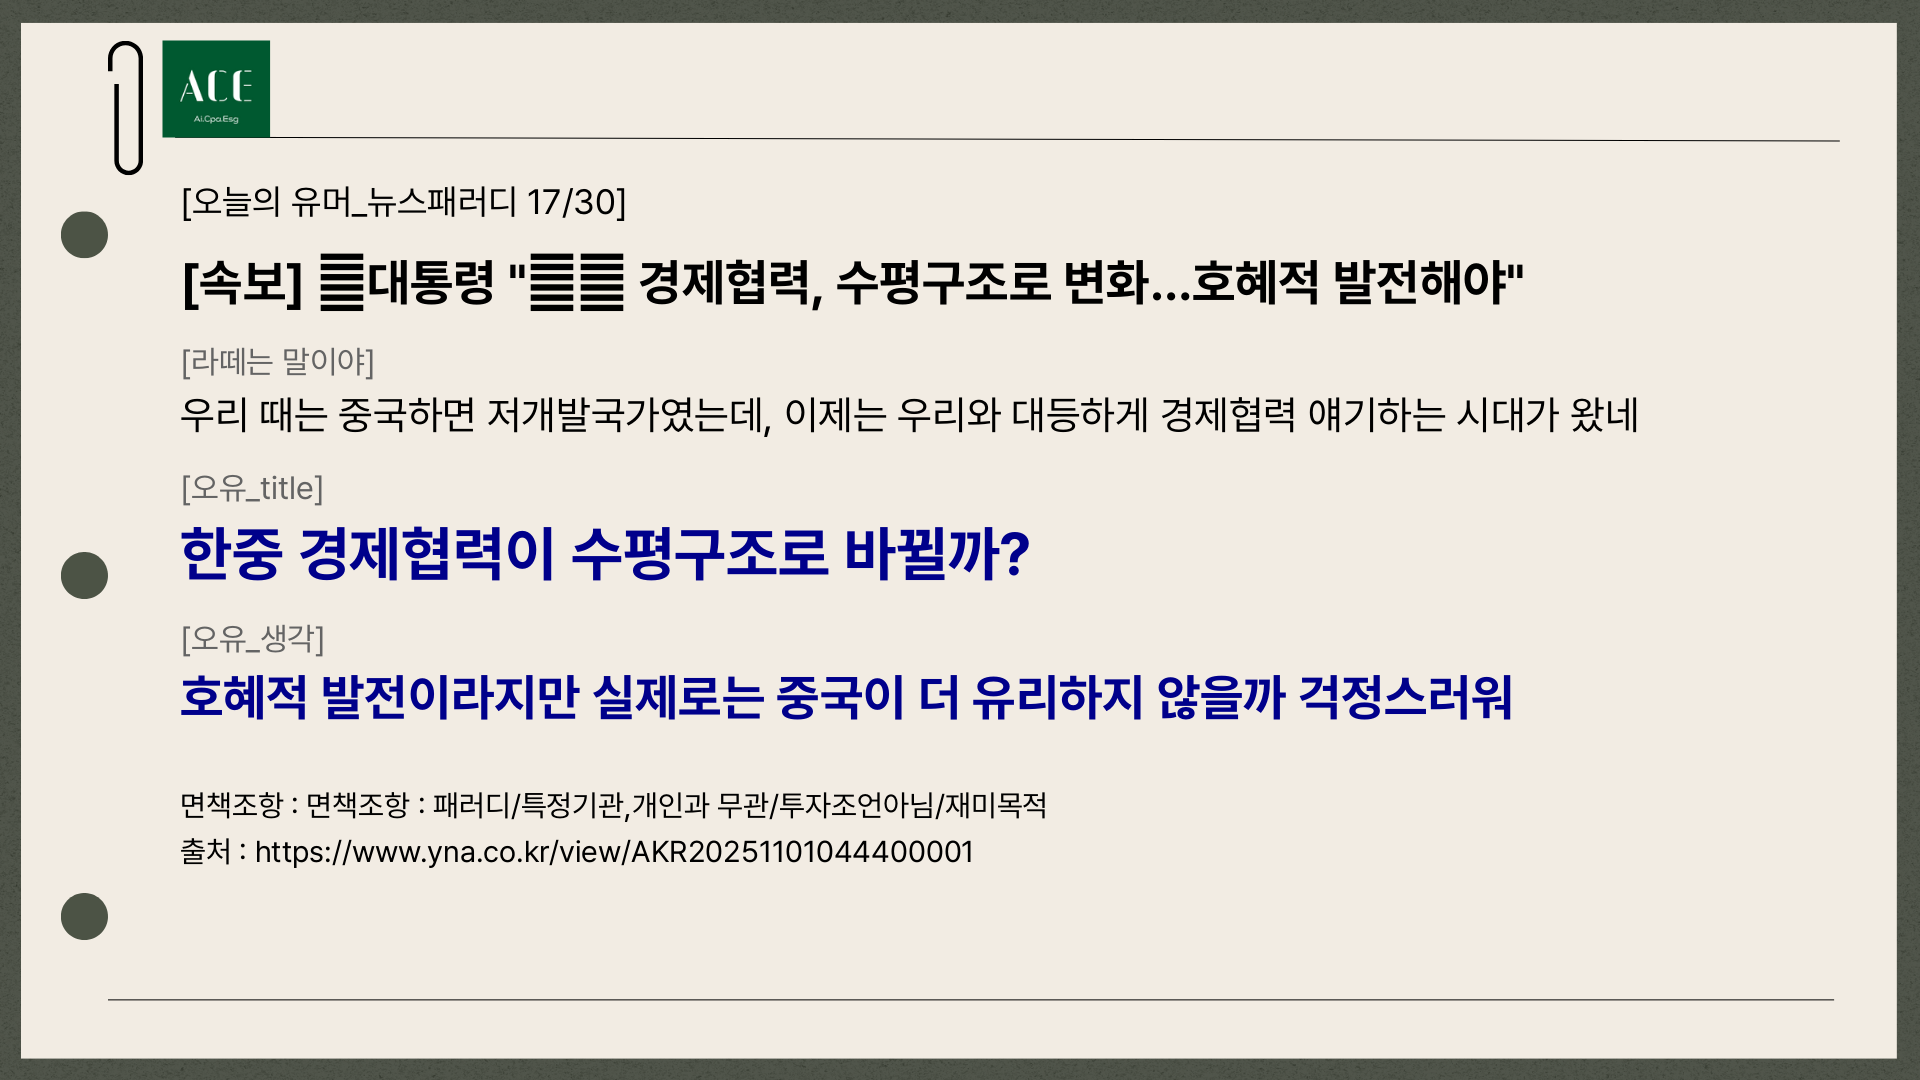 ACE
Ai.Cpa.Esg
[오늘의 유머_뉴스패러디 17/30]
[속보] 대통령 " 경제협력, 수평구조로 변화...호혜적 발전해야"
[라떼는 말이야]
우리 때는 중국하면 저개발국가였는데, 이제는 우리와 대등하게 경제협력 얘기하는 시대가 왔네
[오유_title]
한중 경제협력이 수평구조로 바뀔까?
[오유_생각]
호혜적 발전이라지만 실제로는 중국이 더 유리하지 않을까 걱정스러워
면책조항 : 면책조항 : 패러디/특정기관,개인과 무관/투자조언아님/재미목적
출처 : https://www.yna.co.kr/view/AKR20251101044400001